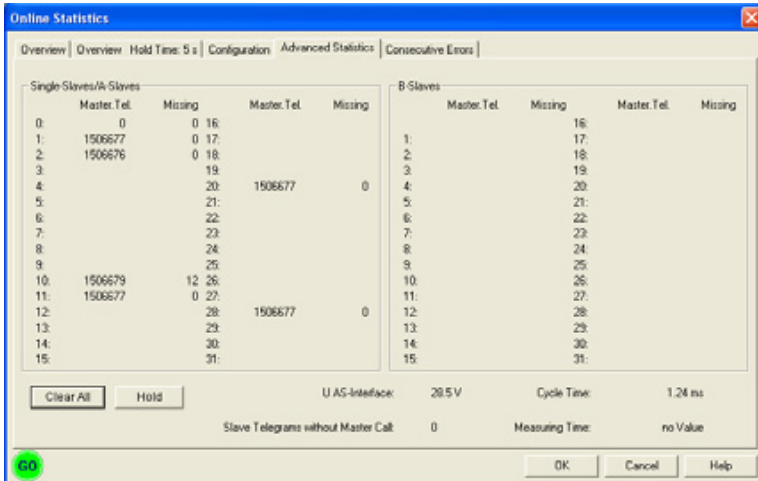 Online Statistics
Overview Overview Hold Time: 5 s Configuration Advanced Statistics Consecutive Errors
Single-Slaves/A-Slaves B-Slaves
Master.Tel. Missing Master.Tel. Missing Master.Tel. Missing Master.Tel. Missing
0: 0 0 16: 16:
1: 1506677 0 17: 1: 17:
2: 1506676 0 18: 2: 18:
3: 19: 3: 19:
4: 20: 1506677 0 4: 20:
5: 21: 5: 21:
6: 22: 6: 22:
7: 23: 7: 23:
8: 24: 8: 24:
9: 25: 9: 25:
10: 1506679 12 26: 10: 26:
11: 1506677 0 27: 11: 27:
12: 28: 1506677 0 12: 28:
13: 29: 13: 29:
14: 30: 14: 30:
15: 31: 15: 31:
Clear All Hold U AS-Interface: 28.5 V Cycle Time: 1.24 ms
Slave Telegrams without Master Call: 0 Measuring Time: no Value
GO OK Cancel Help